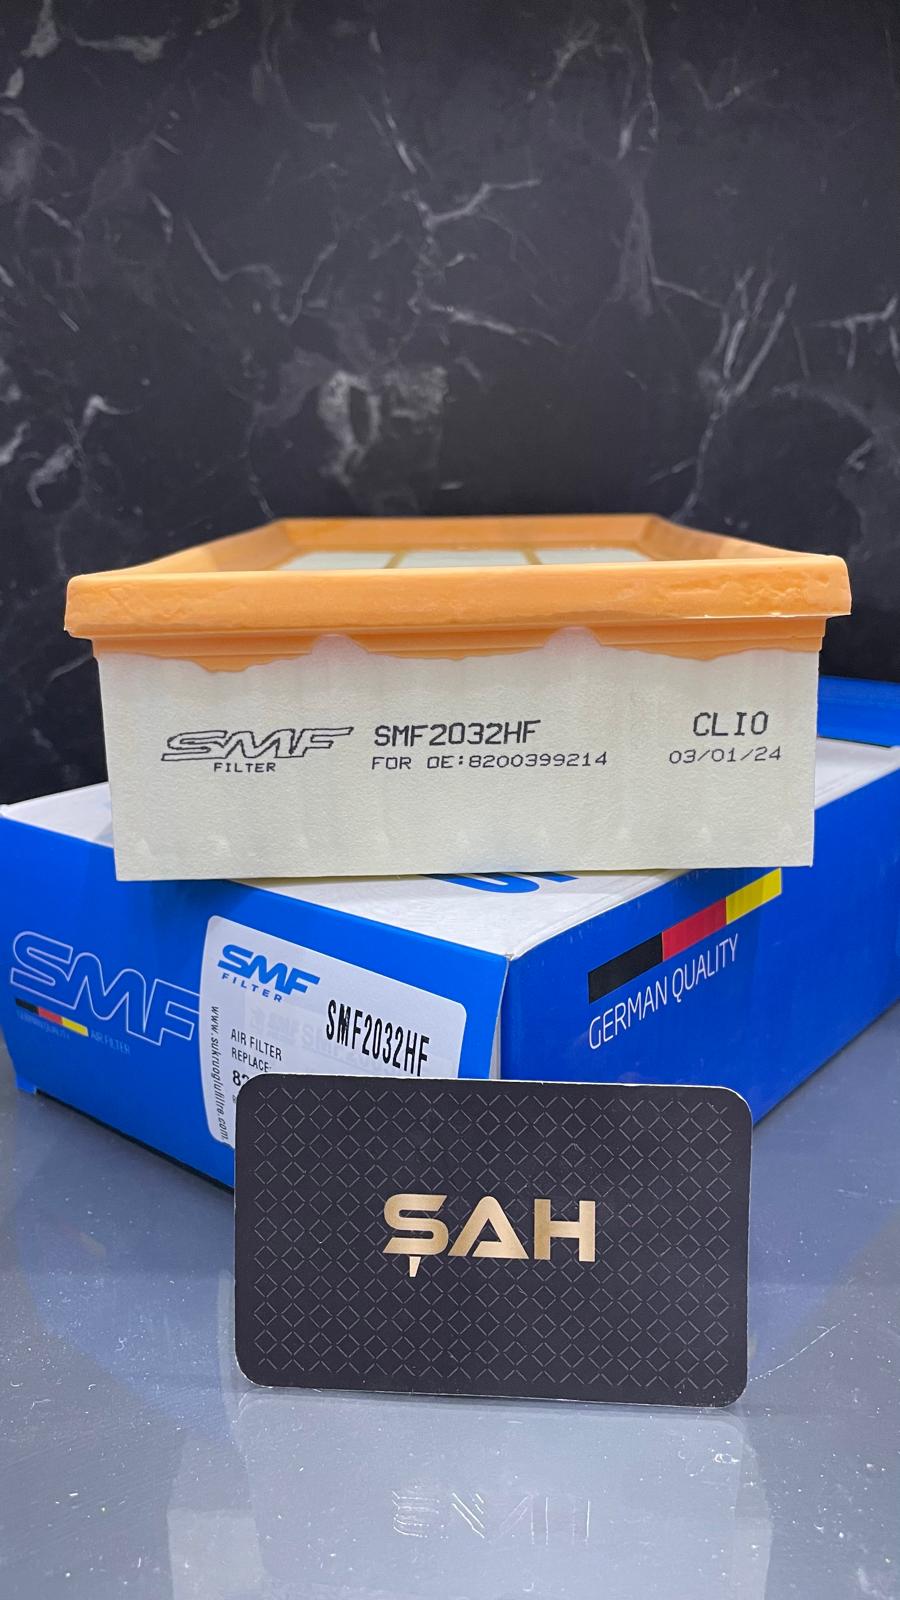 SMF
FILTER
SMF2032HF
FOR OE:8200399214
CLIO
03/01/24
SMF
GERMAN QUALITY
AIR FILTER
SMF
FILTER
SMF2032HF
AIR FILTER
REPLACE
www.sukruoglufiltre.com
GERMAN QUALITY
ŞAH